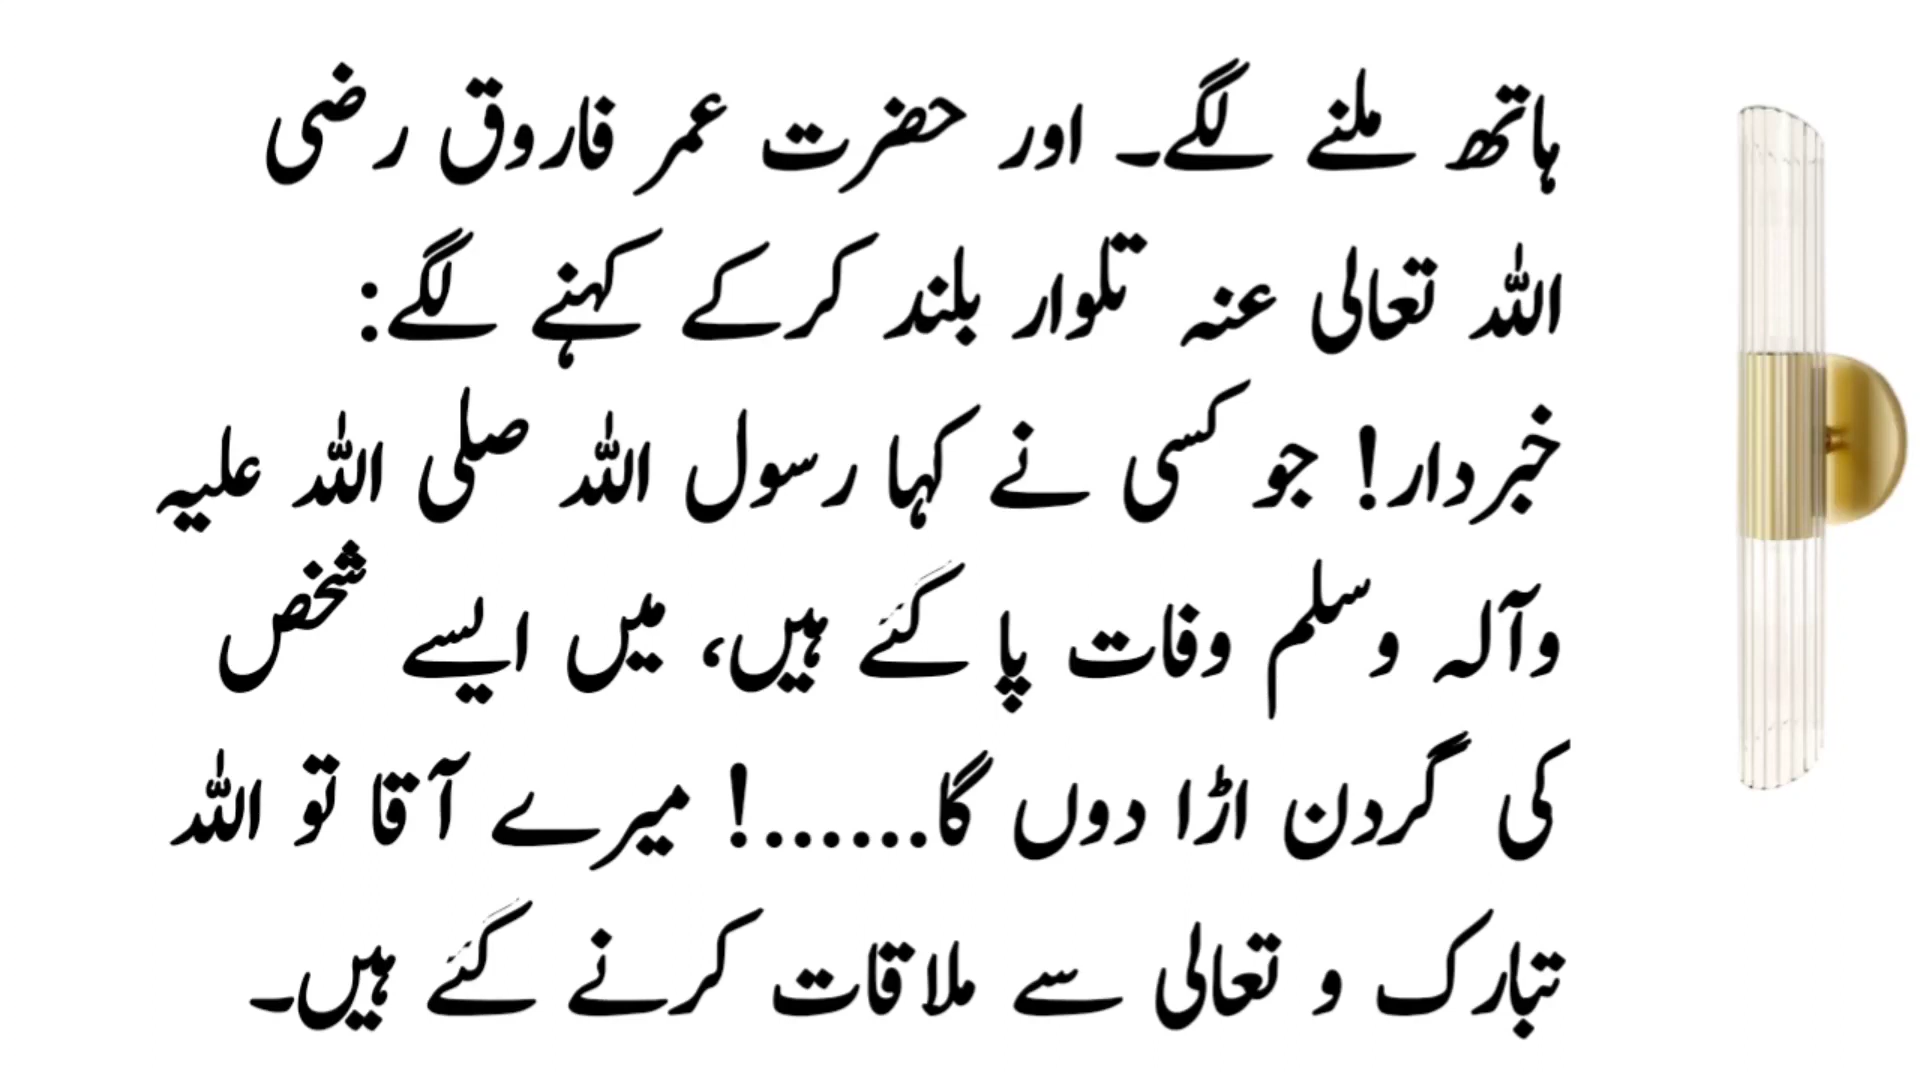 ہاتھ ملنے لگے۔ اور حضرت عمر فاروق رضی
اللہ تعالی عنہ تلوار بلند کرکے کہنے لگے:
خبردار! جو کسی نے کہا رسول اللہ صلی اللہ علیہ
وآلہ وسلم وفات پا گئے ہیں، میں ایسے شخص
کی گردن اڑا دوں گا......! میرے آقا تو اللہ
تبارک و تعالی سے ملاقات کرنے گئے ہیں۔